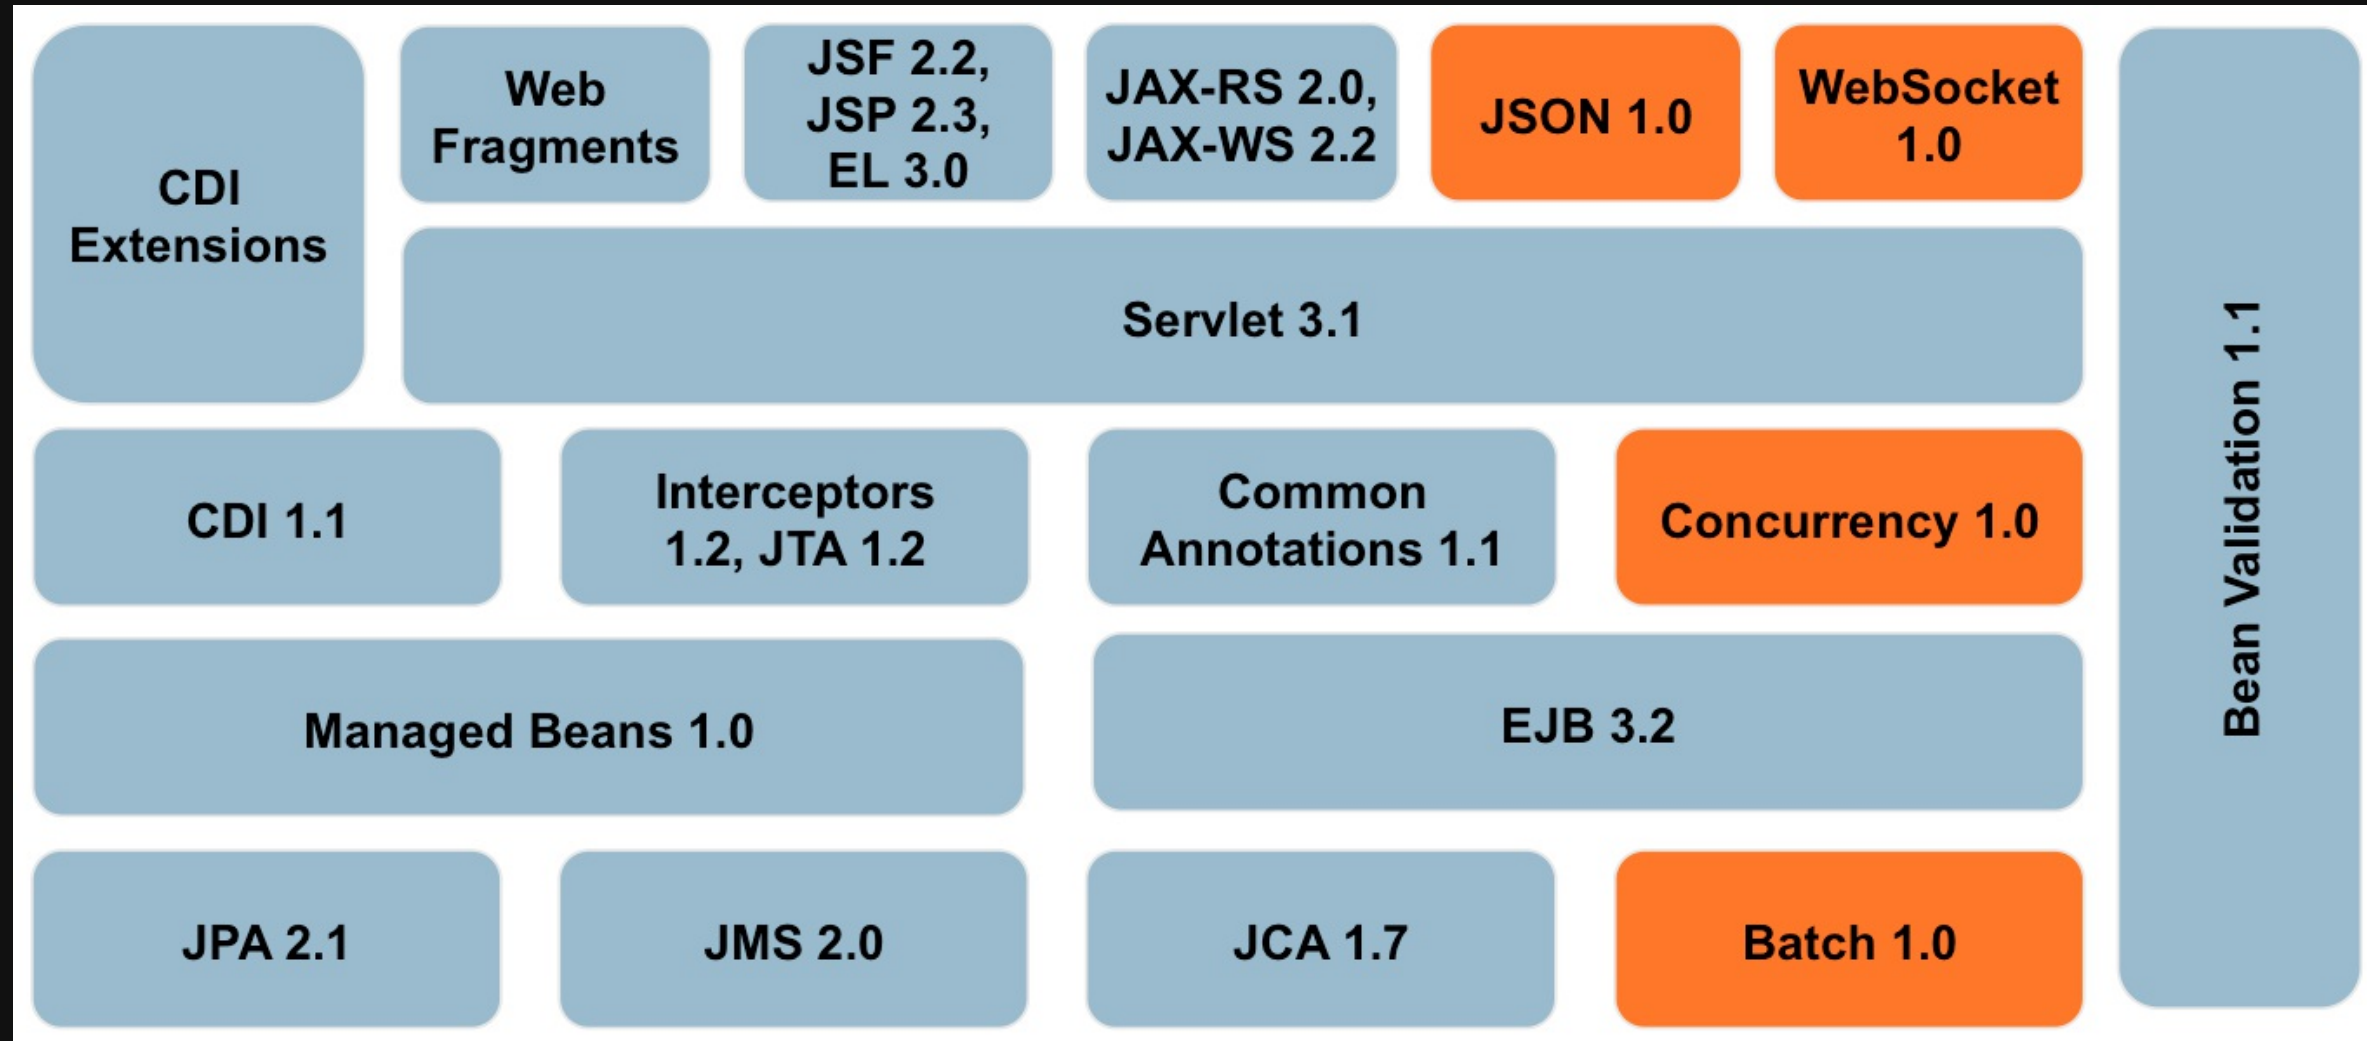 CDI
Extensions
Web
Fragments
JSF 2.2,
JSP 2.3,
EL 3.0
JAX-RS 2.0,
JAX-WS 2.2
JSON 1.0
WebSocket
1.0
Servlet 3.1
CDI 1.1
Interceptors
1.2, JTA 1.2
Common
Annotations 1.1
Concurrency 1.0
Managed Beans 1.0
EJB 3.2
JPA 2.1
JMS 2.0
JCA 1.7
Batch 1.0
Bean Validation 1.1